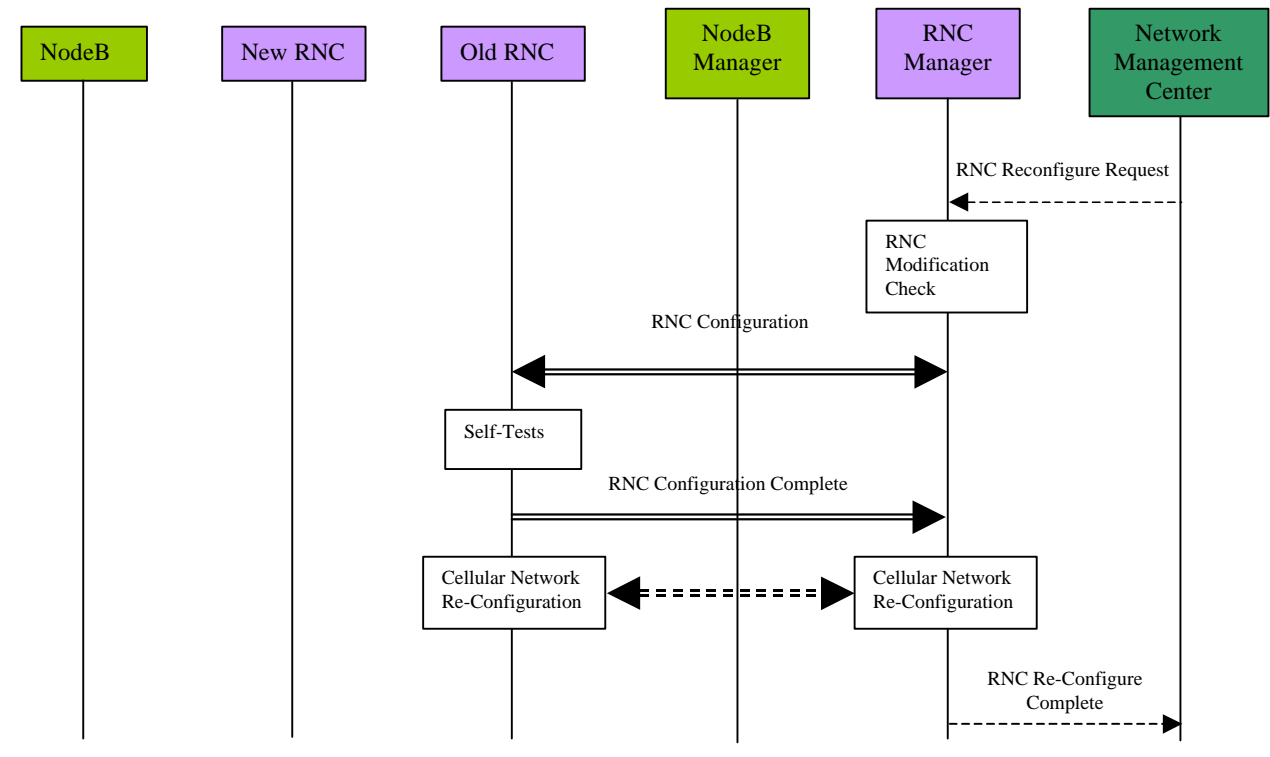 NodeB
New RNC
Old RNC
NodeB
Manager
RNC
Manager
Network
Management
Center
RNC Reconfigure Request
RNC
Modification
Check
RNC Configuration
Self-Tests
RNC Configuration Complete
Cellular Network
Re-Configuration
Cellular Network
Re-Configuration
RNC Re-Configure
Complete